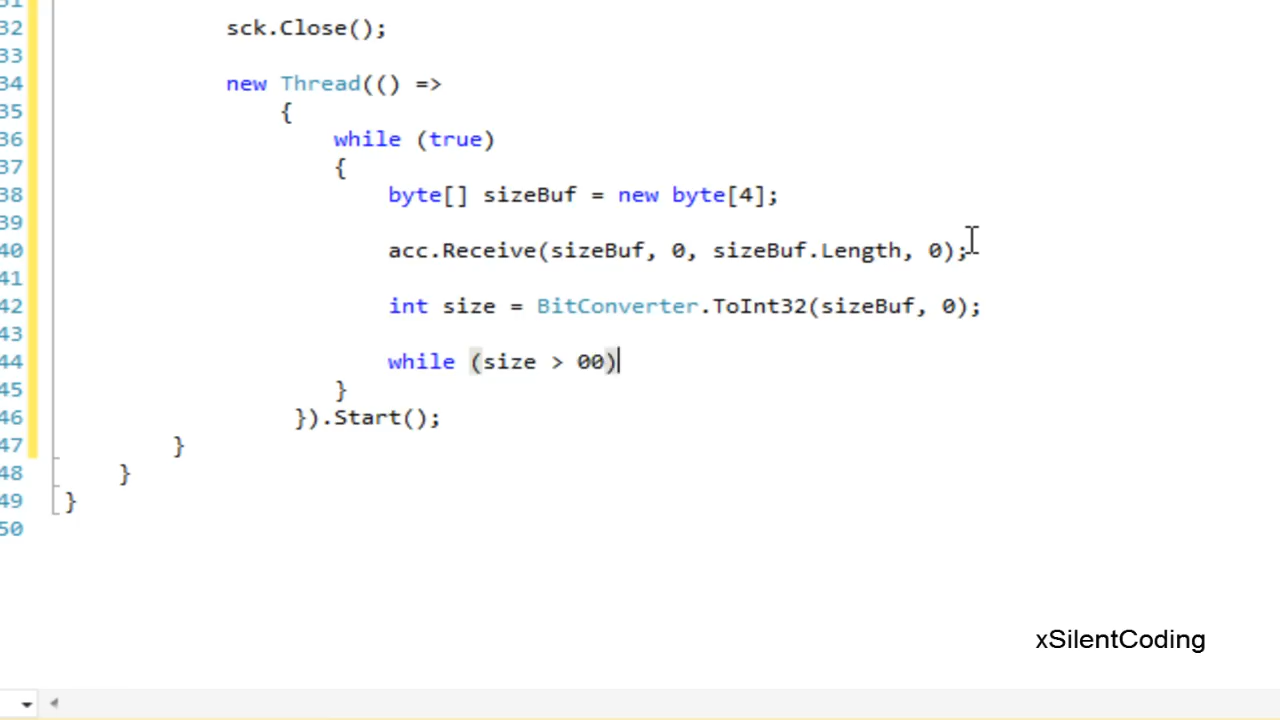 31
32 sck.Close();
33
34 new Thread(() =>
35 {
36 while (true)
37 {
38 byte[] sizeBuf = new byte[4];
39
40 acc.Receive(sizeBuf, 0, sizeBuf.Length, 0);
41
42 int size = BitConverter.ToInt32(sizeBuf, 0);
43
44 while (size > 00)
45 }
46 }).Start();
47 }
48 }
49 }
50
xSilentCoding